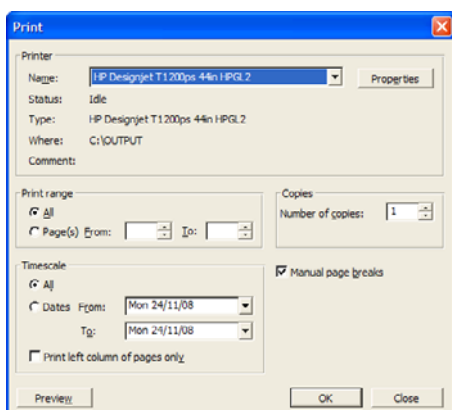 Print
Printer
Name: HP Designjet T1200ps 44in HPGL2 Properties
Status: Idle
Type: HP Designjet T1200ps 44in HPGL2
Where: C:\OUTPUT
Comment:
Print range
All
Page(s) From: To:
Copies
Number of copies: 1
Timescale
All
Dates From: Mon 24/11/08
To: Mon 24/11/08
Print left column of pages only
Manual page breaks
Preview OK Close